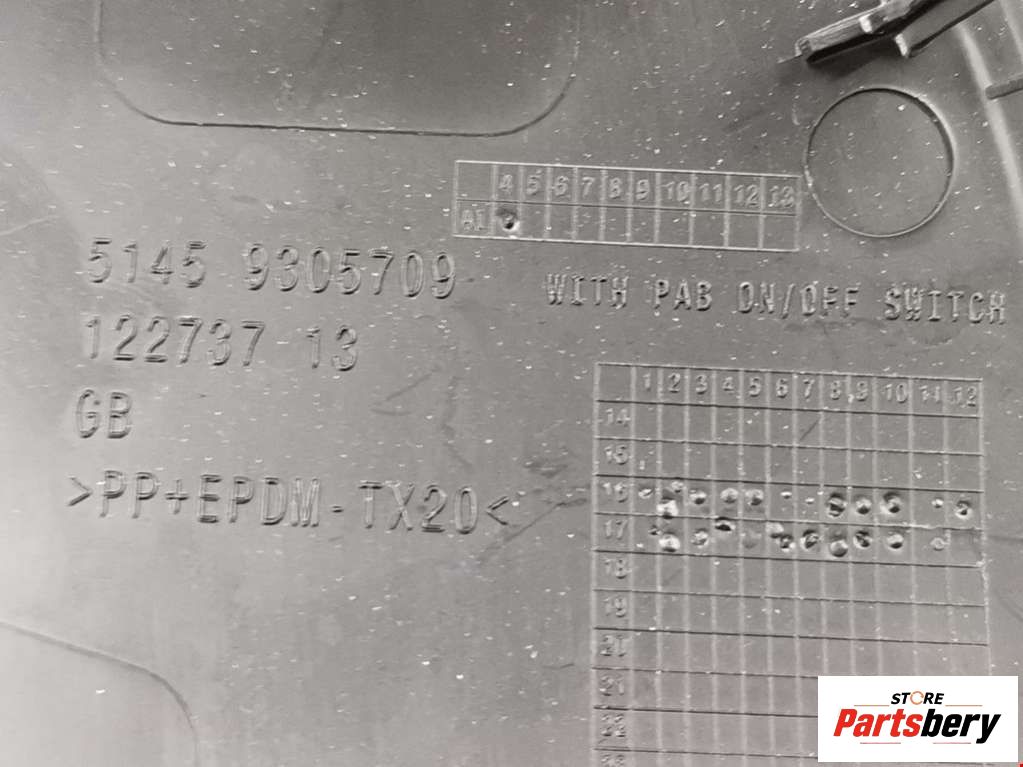 4 5 6 7 8 9 10 11 12 13
A1
5145 9305709
WITH PAB ON/OFF SWITCH
122737 13
GB
>PP+EPDM-TX20<
1 2 3 4 5 6 7 8 9 10 11 12
14
15
16
17
18
19
21
22
23
STORE
Partsbery